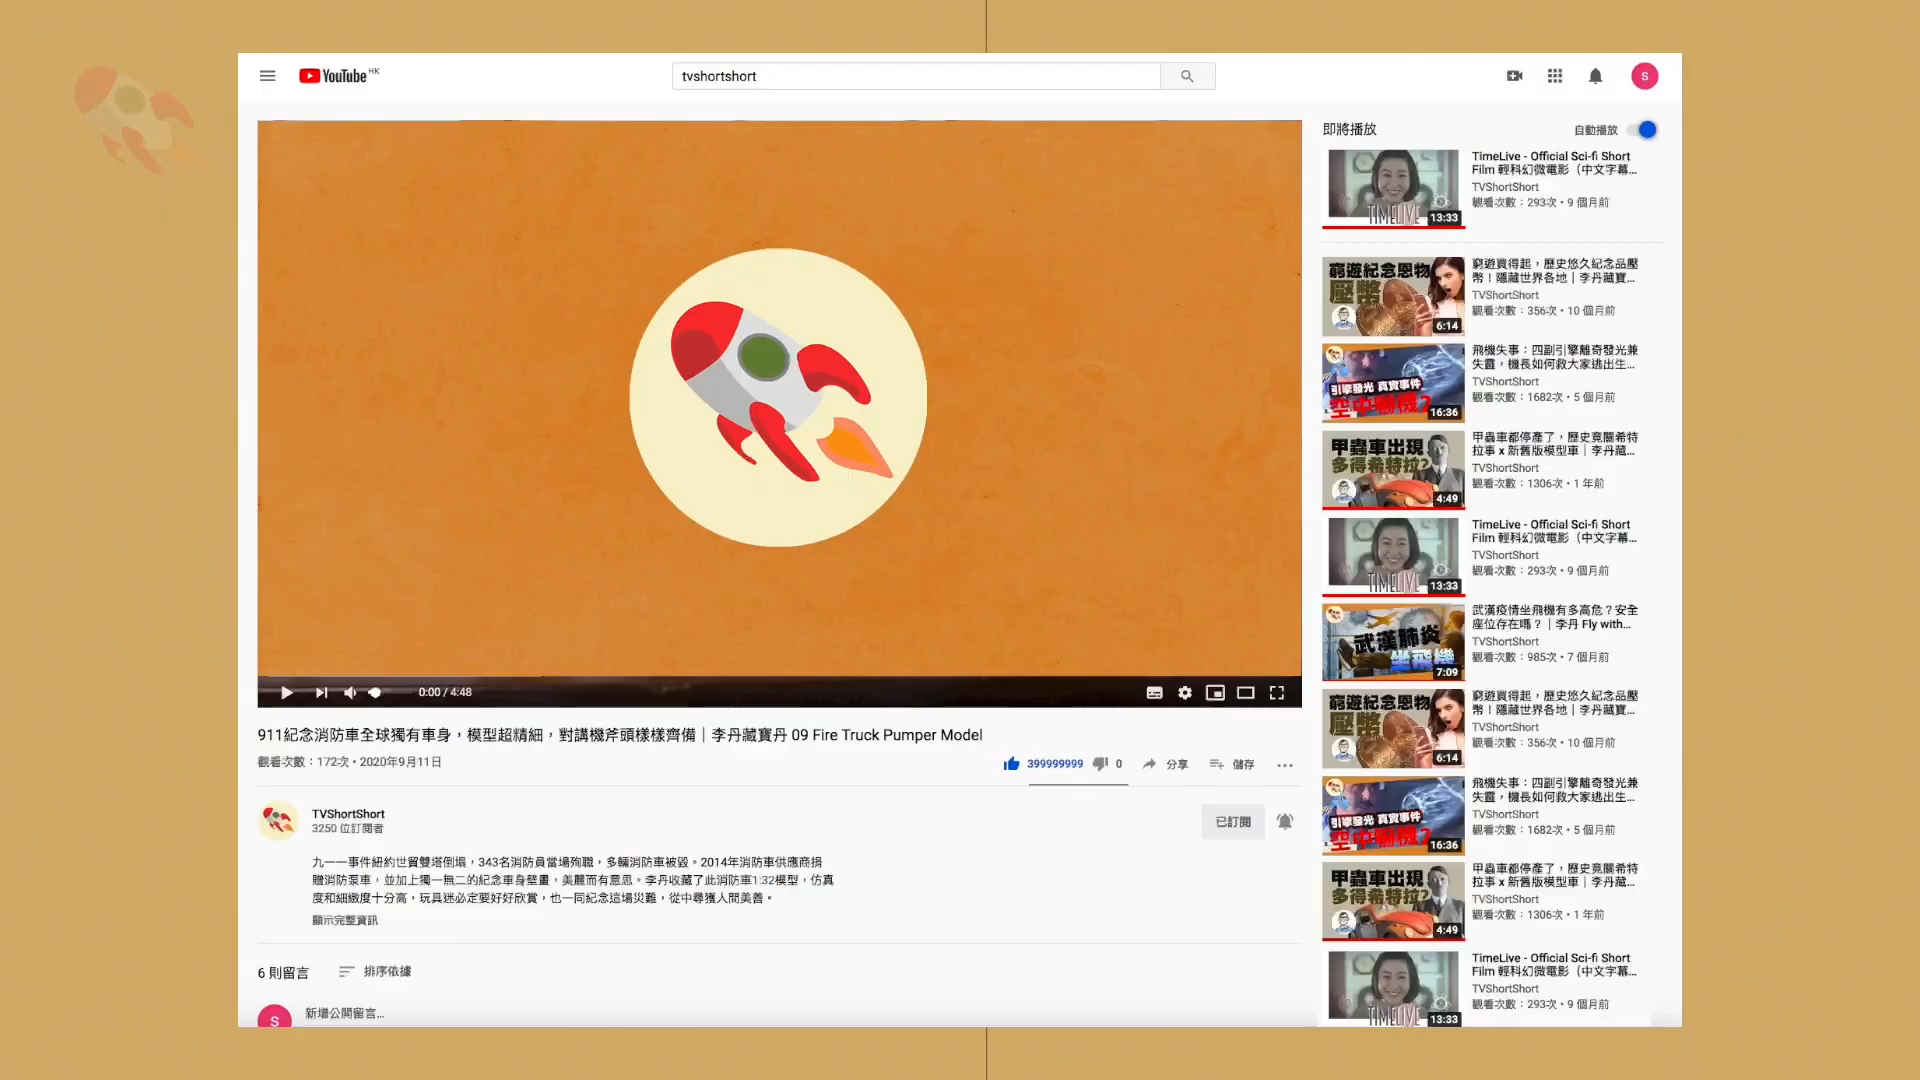 YouTube HK
tvshortshort
S
0:00 / 4:48
911紀念消防車全球獨有車身，模型超精細，對講機斧頭樣樣齊備｜李丹藏寶丹 09 Fire Truck Pumper Model
觀看次數：172次 • 2020年9月11日
399999999
0
分享
儲存
TVShortShort
3250 位訂閱者
已訂閱
九一一事件紐約世貿雙塔倒塌，343名消防員當場殉職，多輛消防車被毀。2014年消防車供應商捐
贈消防泵車，並加上獨一無二的紀念車身壁畫，美麗而有意思。李丹收藏了此消防車1:32模型，仿真
度和細緻度十分高，玩具迷必定要好好欣賞，也一同紀念這場災難，從中尋獲人間美善。
顯示完整資訊
6 則留言
排序依據
S
新增公開留言...
即將播放
自動播放
TIMELIVE
13:33
TimeLive - Official Sci-fi Short
Film 輕科幻微電影（中文字幕...
TVShortShort
觀看次數：293次 • 9 個月前
窮遊紀念恩物
壓幣
6:14
窮遊買得起，歷史悠久紀念品壓
幣！隱藏世界各地｜李丹藏寶...
TVShortShort
觀看次數：356次 • 10 個月前
引擎發光 真實事件
空中嚇機?
16:36
飛機失事：四副引擎離奇發光兼
失靈，機長如何救大家逃出生...
TVShortShort
觀看次數：1682次 • 5 個月前
甲蟲車出現
多得希特拉?
4:49
甲蟲車都停產了，歷史竟關希特
拉事 x 新舊版模型車｜李丹藏...
TVShortShort
觀看次數：1306次 • 1 年前
TIMELIVE
13:33
TimeLive - Official Sci-fi Short
Film 輕科幻微電影（中文字幕...
TVShortShort
觀看次數：293次 • 9 個月前
武漢肺炎
坐飛機
7:09
武漢疫情坐飛機有多高危？安全
座位存在嗎？｜李丹 Fly with...
TVShortShort
觀看次數：985次 • 7 個月前
窮遊紀念恩物
壓幣
6:14
窮遊買得起，歷史悠久紀念品壓
幣！隱藏世界各地｜李丹藏寶...
TVShortShort
觀看次數：356次 • 10 個月前
引擎發光 真實事件
空中嚇機?
16:36
飛機失事：四副引擎離奇發光兼
失靈，機長如何救大家逃出生...
TVShortShort
觀看次數：1682次 • 5 個月前
甲蟲車出現
多得希特拉?
4:49
甲蟲車都停產了，歷史竟關希特
拉事 x 新舊版模型車｜李丹藏...
TVShortShort
觀看次數：1306次 • 1 年前
TIMELIVE
13:33
TimeLive - Official Sci-fi Short
Film 輕科幻微電影（中文字幕...
TVShortShort
觀看次數：293次 • 9 個月前